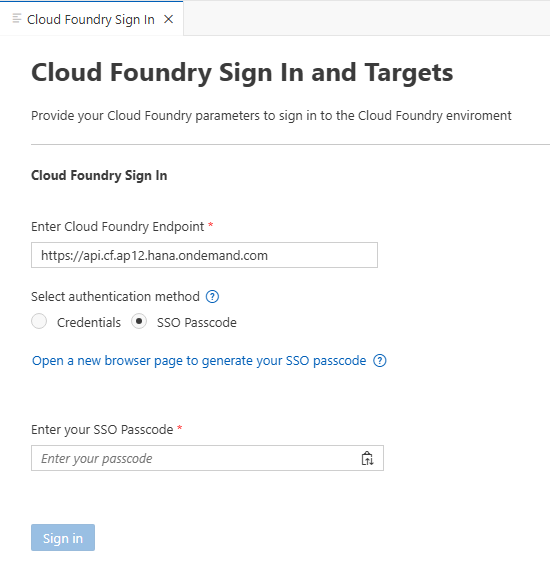 Cloud Foundry Sign In
Cloud Foundry Sign In and Targets
Provide your Cloud Foundry parameters to sign in to the Cloud Foundry enviroment
Cloud Foundry Sign In
Enter Cloud Foundry Endpoint *
https://api.cf.ap12.hana.ondemand.com
Select authentication method ?
Credentials SSO Passcode
Open a new browser page to generate your SSO passcode ?
Enter your SSO Passcode *
Enter your passcode
Sign in